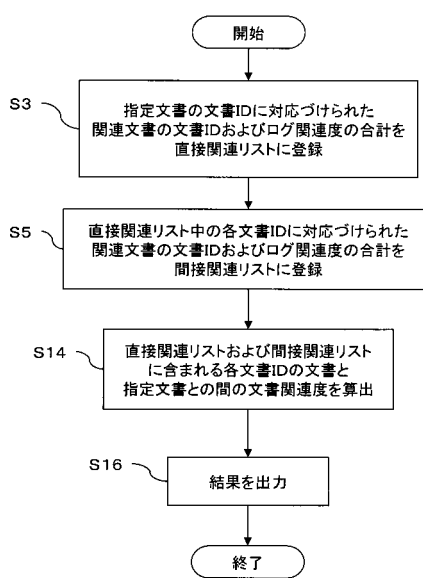 開始
S3
指定文書の文書IDに対応づけられた
関連文書の文書IDおよびログ関連度の合計を
直接関連リストに登録
S5
直接関連リスト中の各文書IDに対応づけられた
関連文書の文書IDおよびログ関連度の合計を
間接関連リストに登録
S14
直接関連リストおよび間接関連リスト
に含まれる各文書IDの文書と
指定文書との間の文書関連度を算出
S16
結果を出力
終了